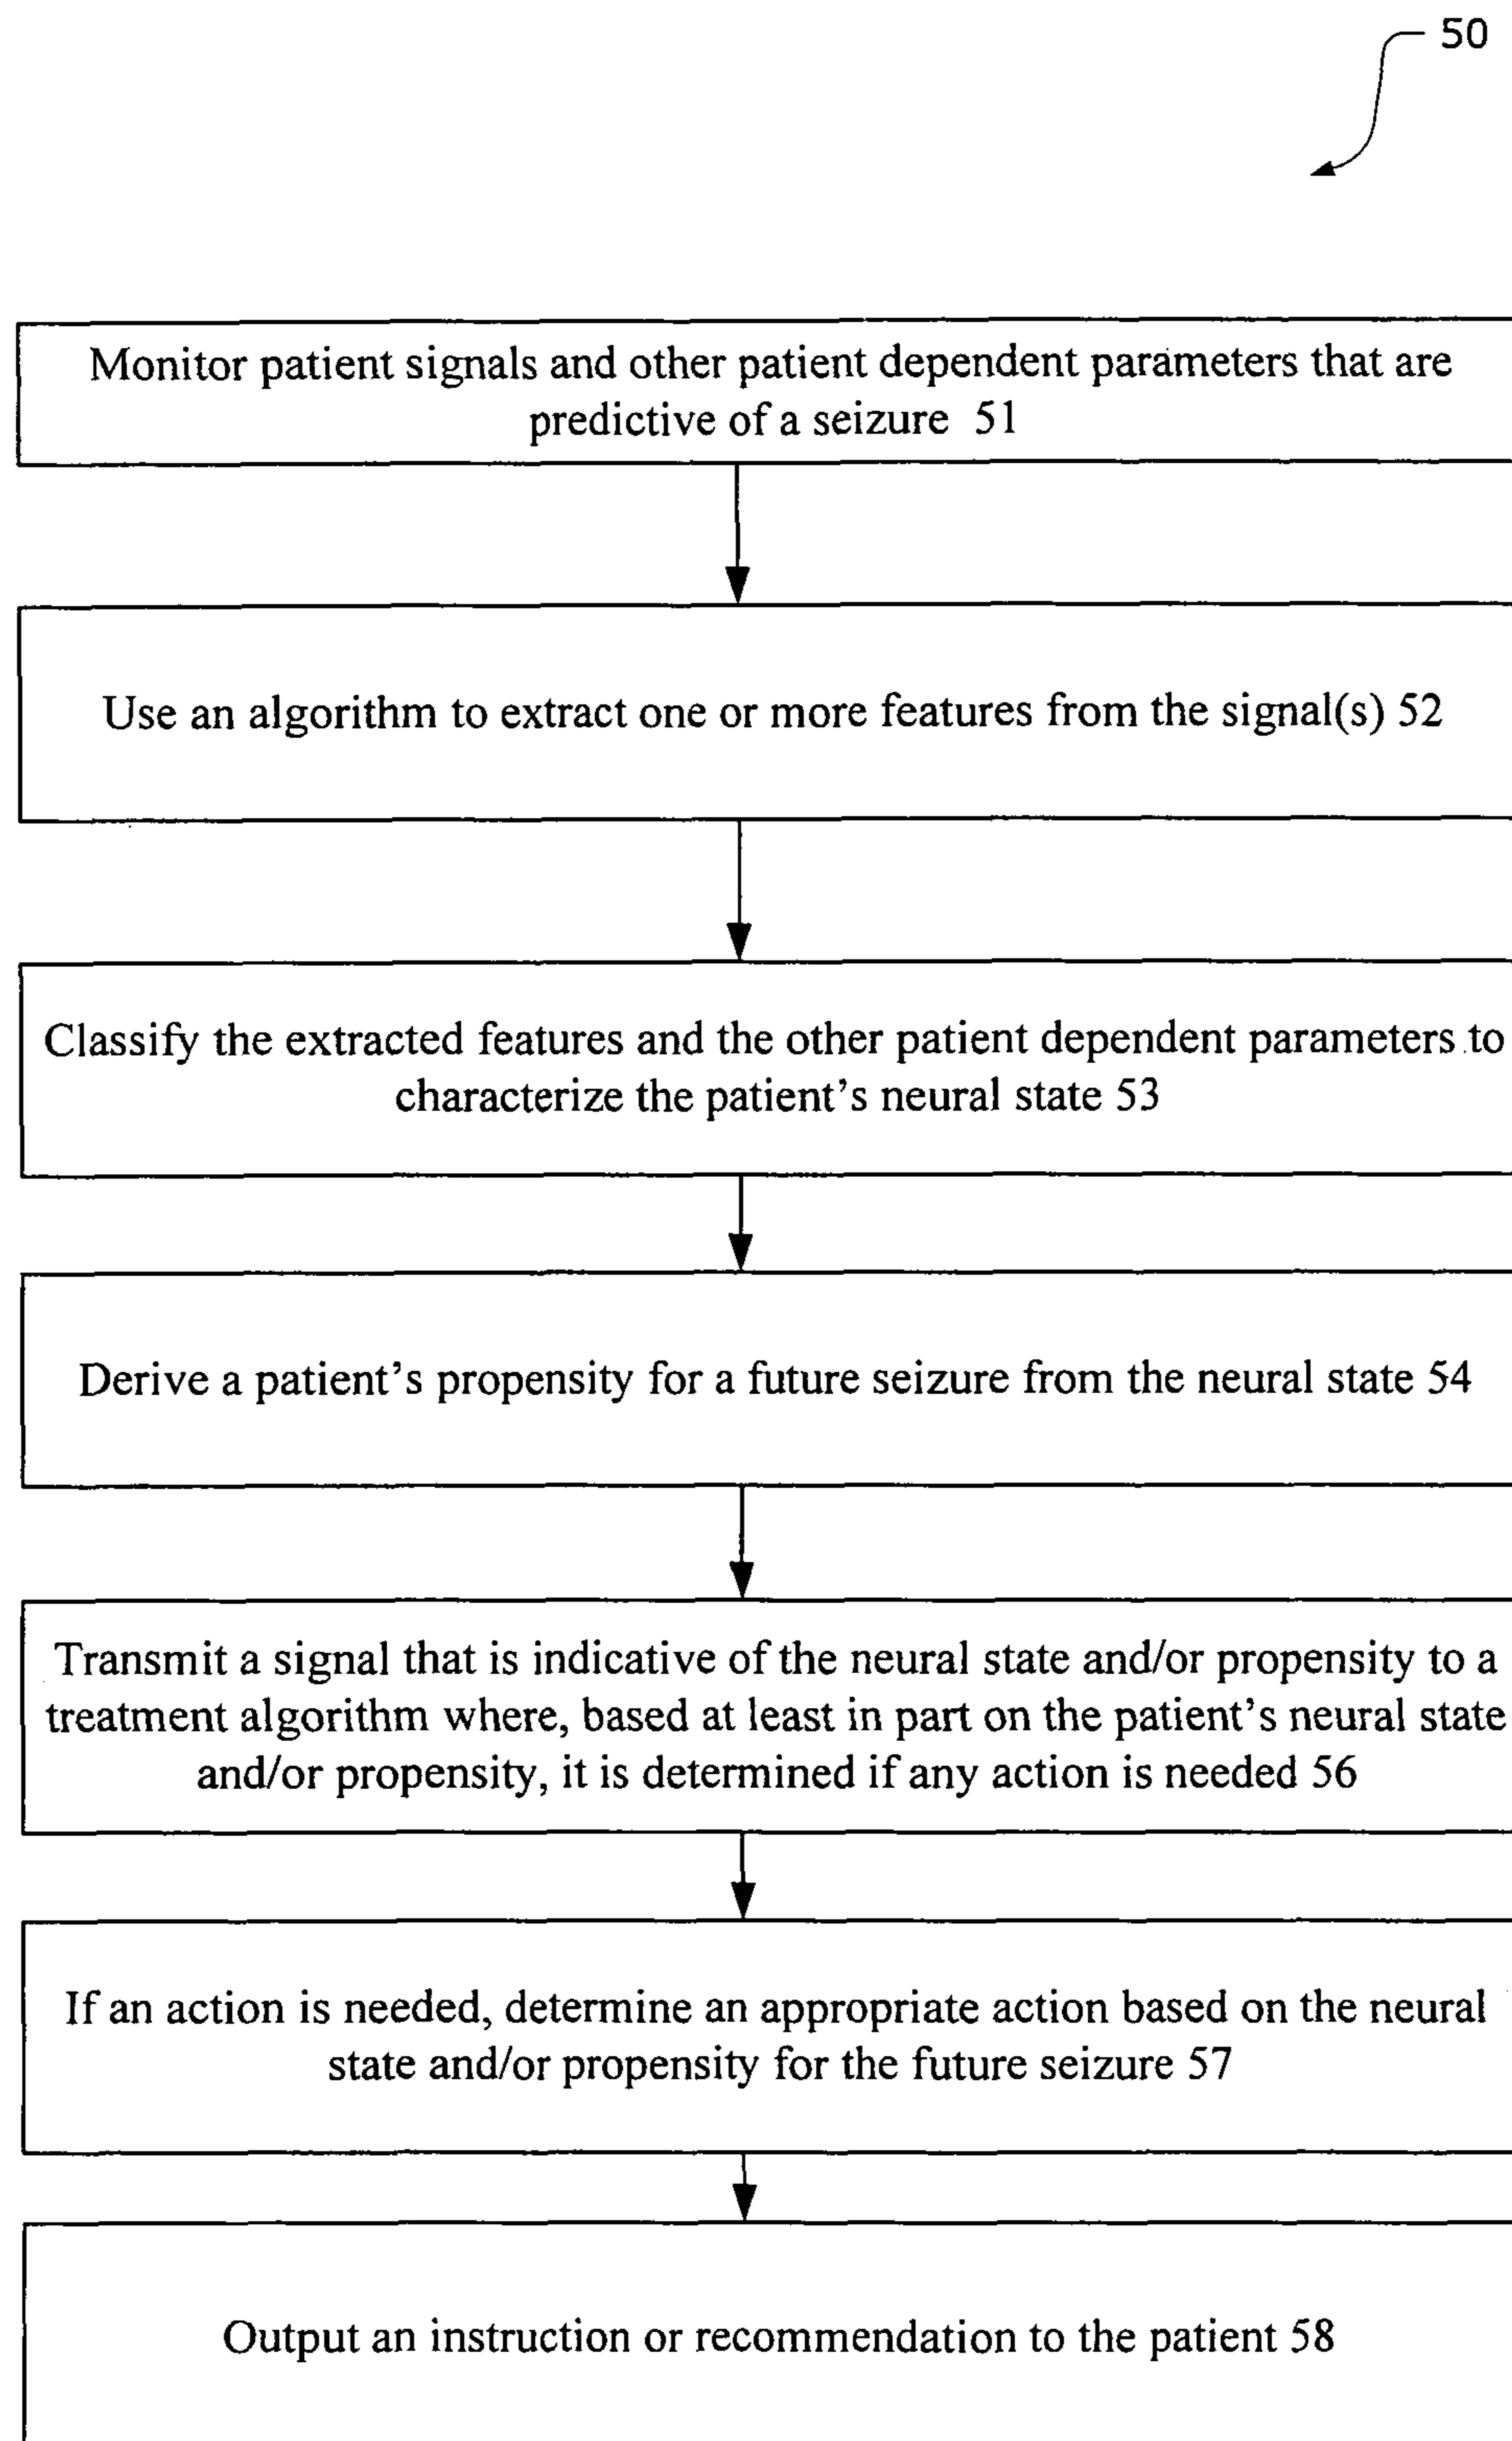 50
Monitor patient signals and other patient dependent parameters that are
predictive of a seizure 51
Use an algorithm to extract one or more features from the signal(s) 52
Classify the extracted features and the other patient dependent parameters to
characterize the patient's neural state 53
Derive a patient's propensity for a future seizure from the neural state 54
Transmit a signal that is indicative of the neural state and/or propensity to a
treatment algorithm where, based at least in part on the patient's neural state
and/or propensity, it is determined if any action is needed 56
If an action is needed, determine an appropriate action based on the neural
state and/or propensity for the future seizure 57
Output an instruction or recommendation to the patient 58